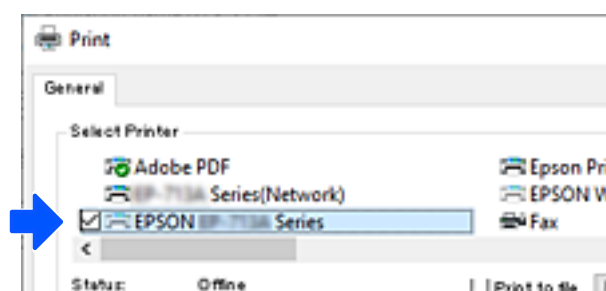 Print
General
Select Printer
Adobe PDF
Epson Pri
Series(Network)
EPSON W
EPSON Series
Fax
Status: Offline
Print to file